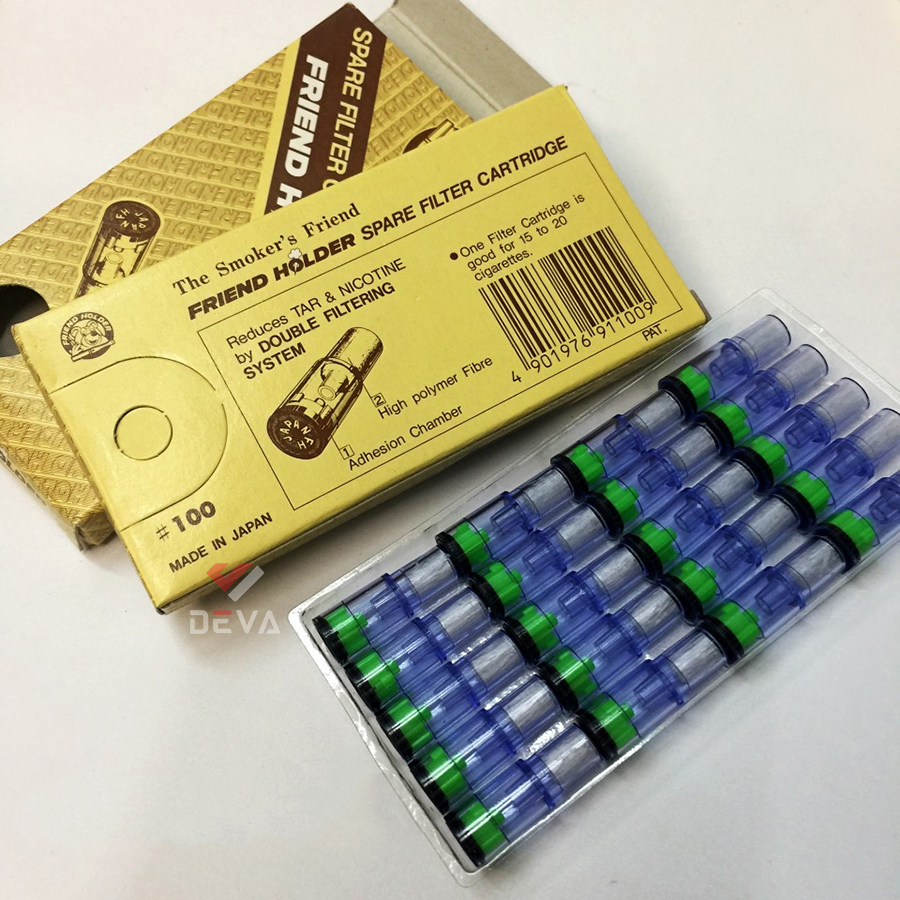 SPARE FILTER
FRIEND H
The Smoker's Friend
FRIEND HOLDER SPARE FILTER CARTRIDGE
FRIEND HOLDER
Reduces TAR & NICOTINE
by DOUBLE FILTERING
SYSTEM
●One Filter Cartridge is
good for 15 to 20
cigarettes.
4 901976 911009
PAT.
JAPAN
2
High polymer Fibre
1
Adhesion Chamber
#100
MADE IN JAPAN
DEVA